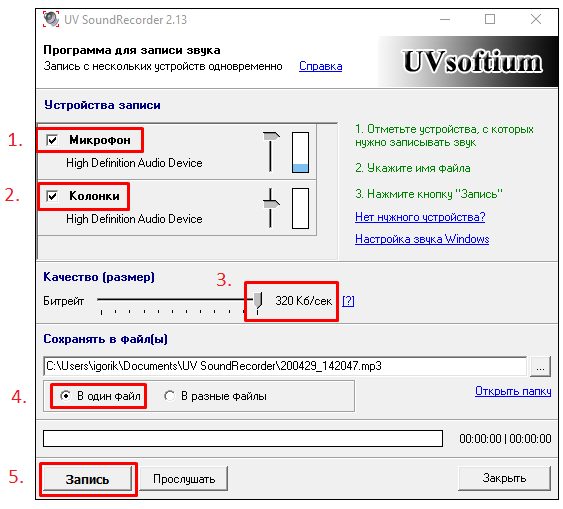 UV SoundRecorder 2.13
Программа для записи звука
Запись с нескольких устройств одновременно Справка
UVsoftium
Устройства записи
1. Микрофон
High Definition Audio Device
2. Колонки
High Definition Audio Device
1. Отметьте устройства, с которых
нужно записывать звук
2. Укажите имя файла
3. Нажмите кнопку "Запись"
Нет нужного устройства?
Настройка звука Windows
Качество (размер)
3.
Битрейт 320 Кб/сек [?]
Сохранять в файл(ы)
C:\Users\igorik\Documents\UV SoundRecorder\200429_142047.mp3 ...
4. В один файл В разные файлы Открыть папку
00:00:00 | 00:00:00
5. Запись Прослушать Закрыть